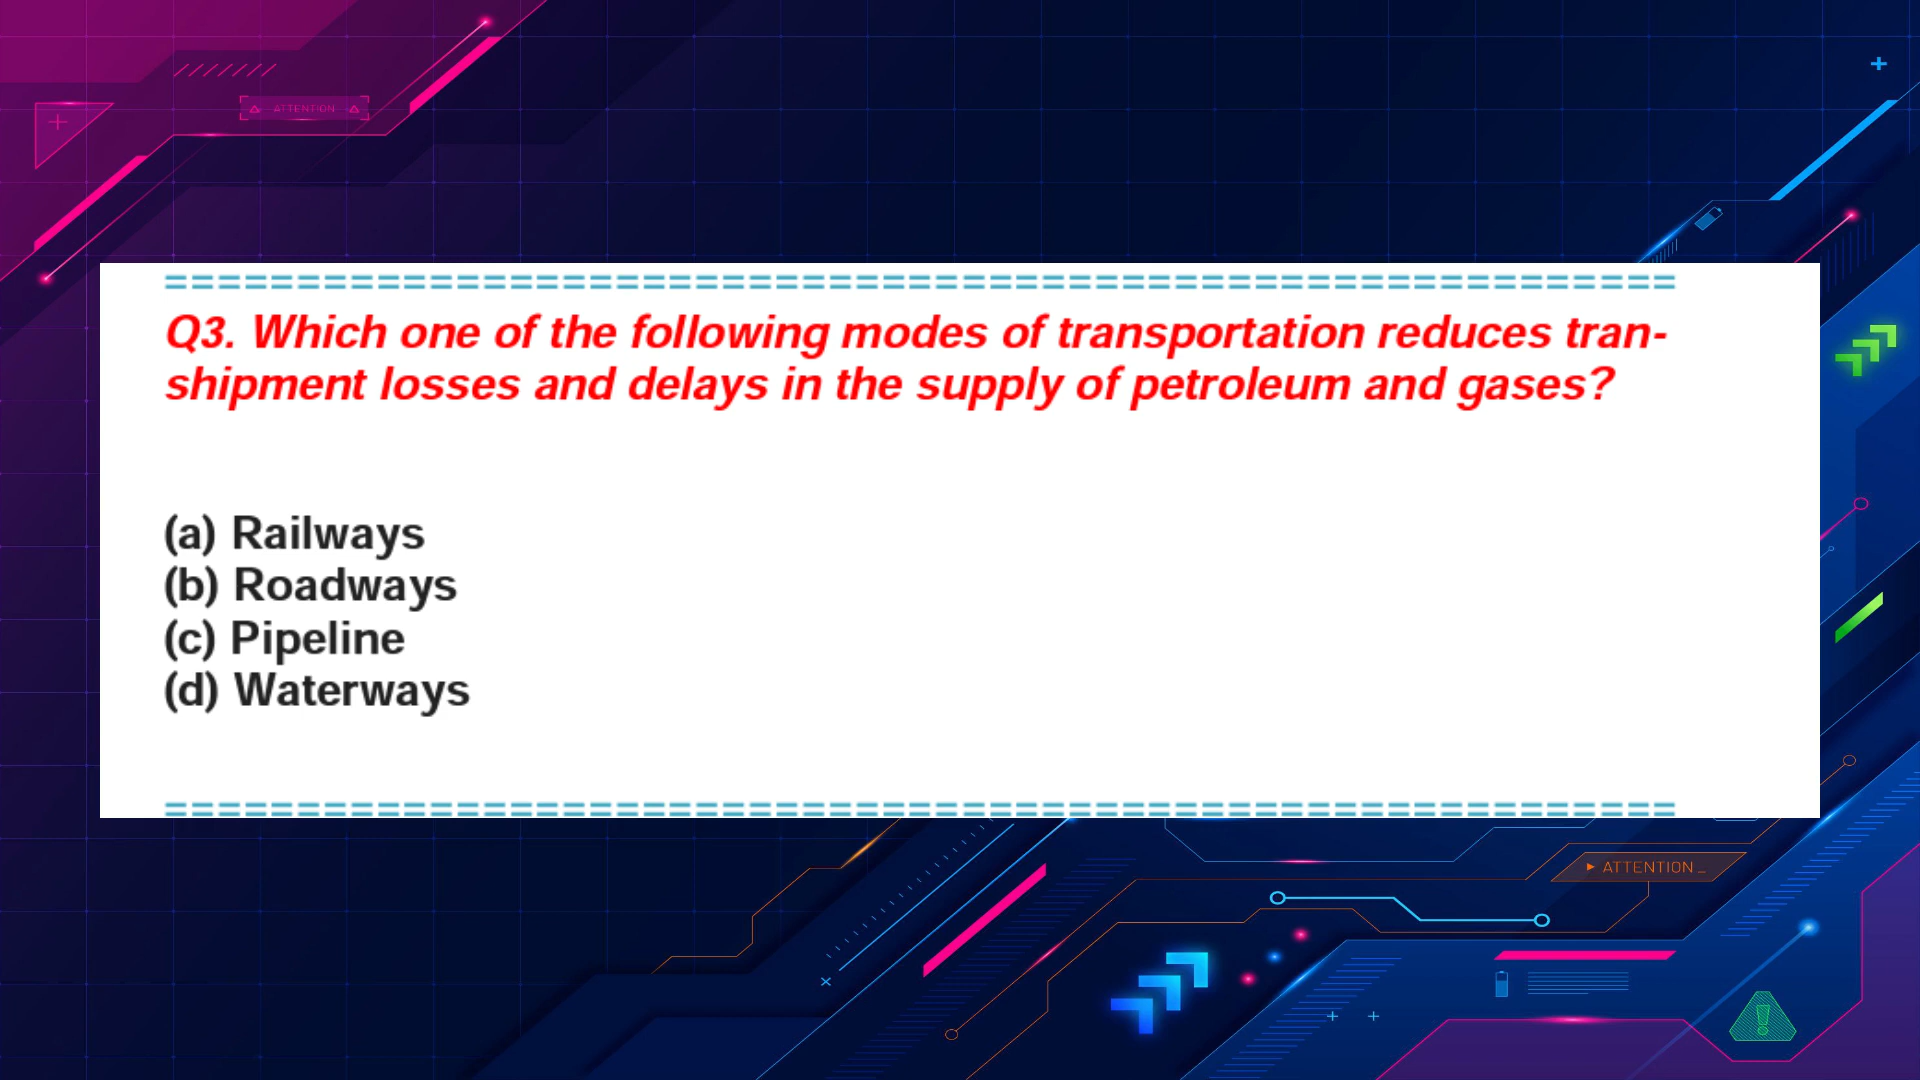 ATTENTION
=========================================================
Q3. Which one of the following modes of transportation reduces tran-
shipment losses and delays in the supply of petroleum and gases?
(a) Railways
(b) Roadways
(c) Pipeline
(d) Waterways
=========================================================
ATTENTION _